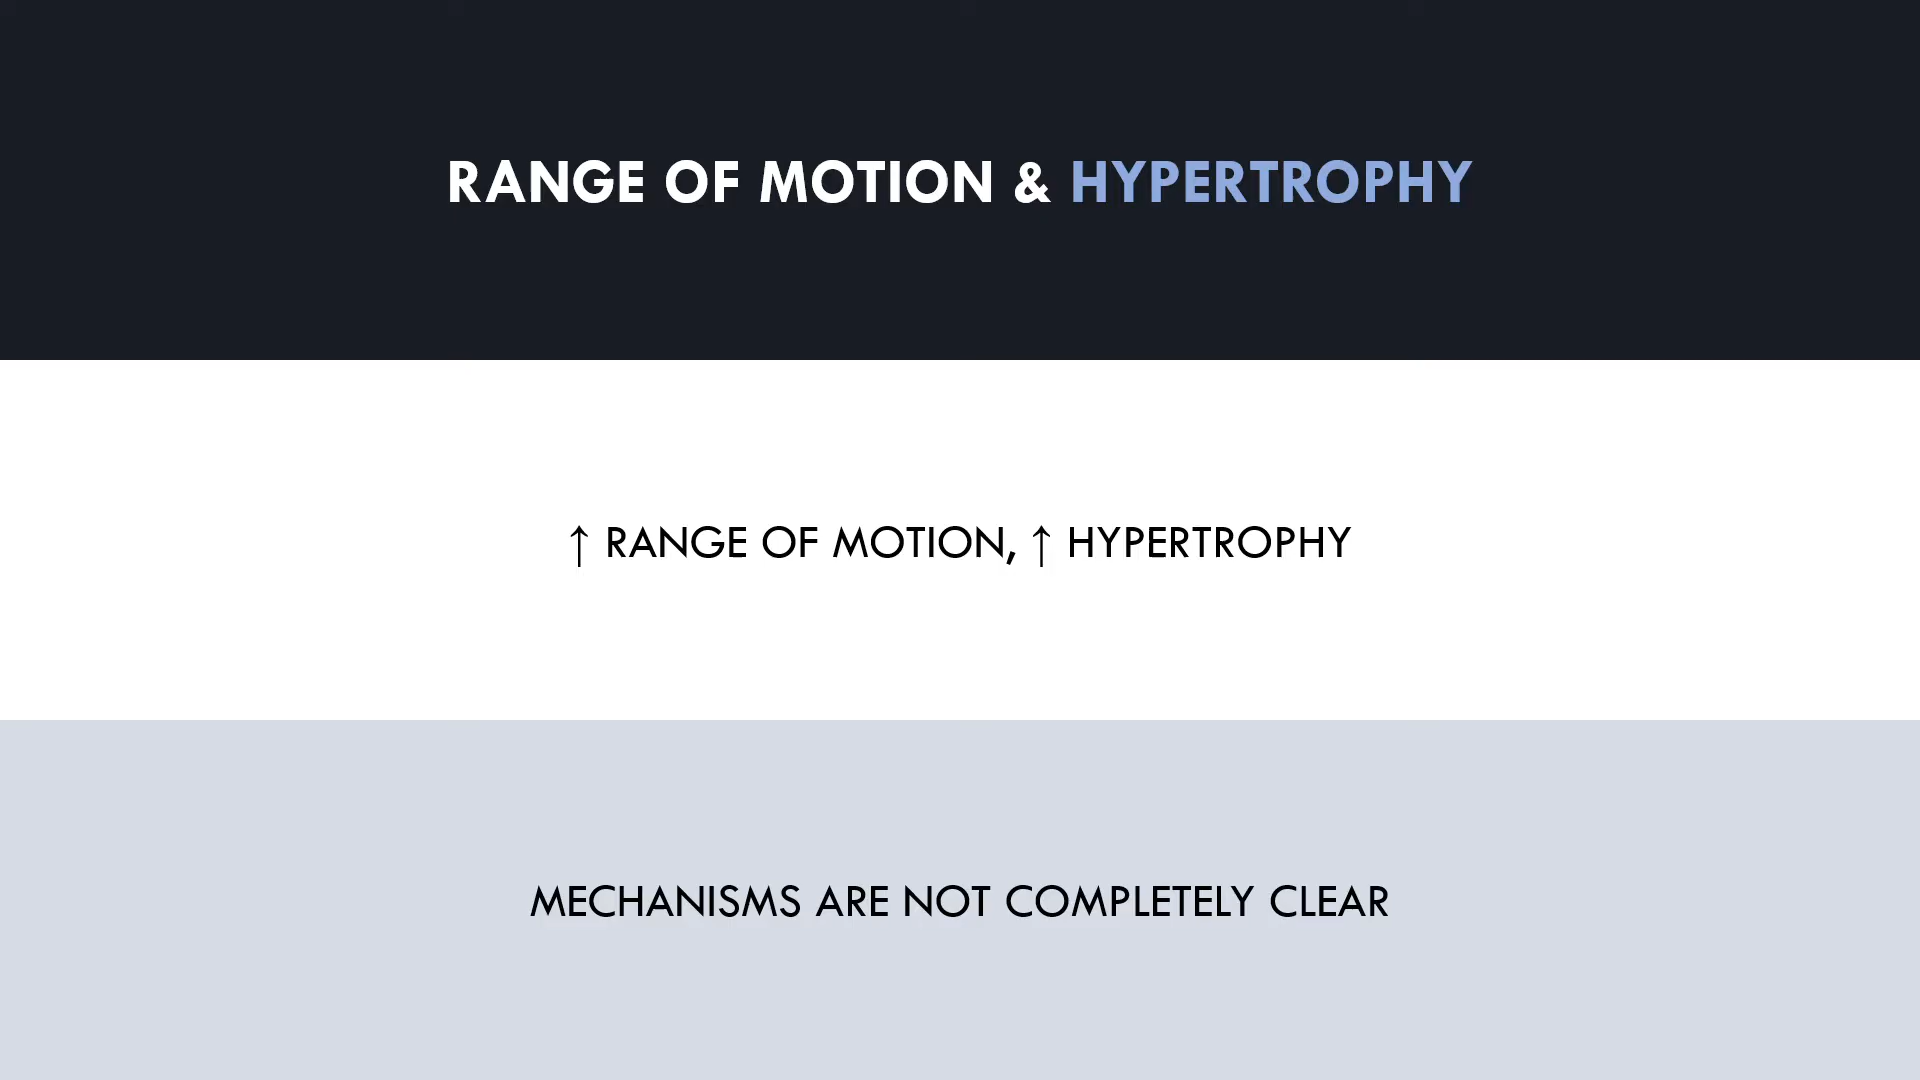 RANGE OF MOTION & HYPERTROPHY
↑ RANGE OF MOTION, ↑ HYPERTROPHY
MECHANISMS ARE NOT COMPLETELY CLEAR